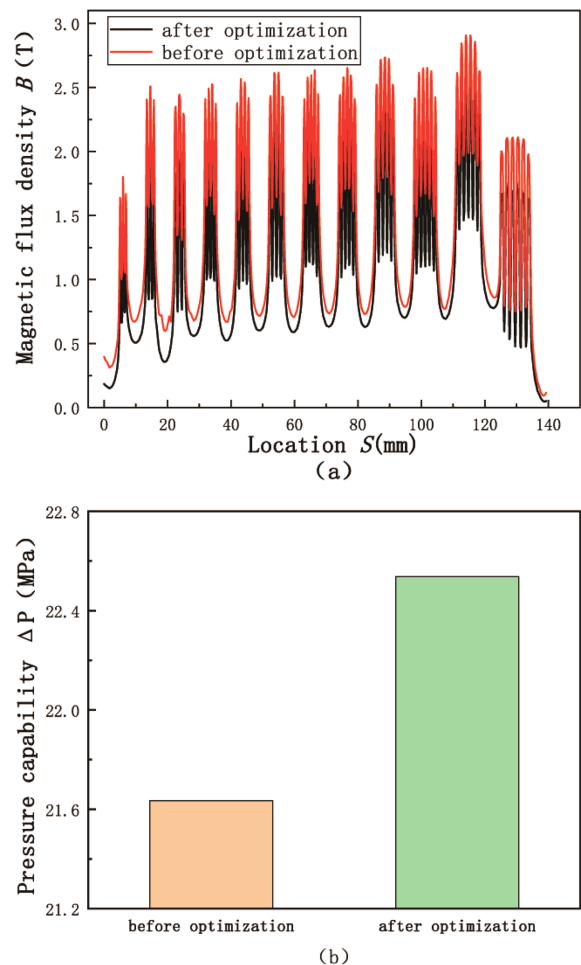 3.0
2.5
2.0
1.5
1.0
0.5
0.0
Magnetic flux density B(T)
after optimization
before optimization
0 20 40 60 80 100 120 140
Location S(mm)
(a)
22.8
22.4
22.0
21.6
21.2
Pressure capability ΔP (MPa)
before optimization after optimization
(b)